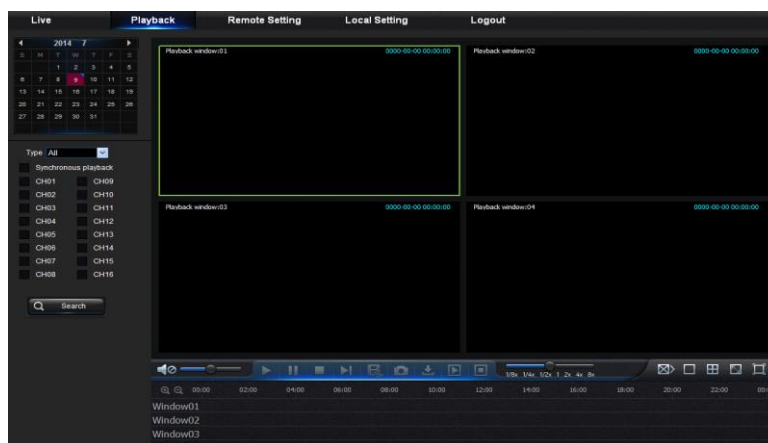 Live Playback Remote Setting Local Setting Logout
2014 7
S M T W T F S
1 2 3 4 5
6 7 8 9 10 11 12
13 14 15 16 17 18 19
20 21 22 23 24 25 26
27 28 29 30 31
Type All
Synchronous playback
CH01 CH09
CH02 CH10
CH03 CH11
CH04 CH12
CH05 CH13
CH06 CH14
CH07 CH15
CH08 CH16
Search
Playback window:01 0000-00-00 00:00:00
Playback window:02 0000-00-00 00:00:00
Playback window:03 0000-00-00 00:00:00
Playback window:04 0000-00-00 00:00:00
1/8x 1/4x 1/2x 1 2x 4x 8x
00:00 02:00 04:00 06:00 08:00 10:00 12:00 14:00 16:00 18:00 20:00 22:00
Window01
Window02
Window03